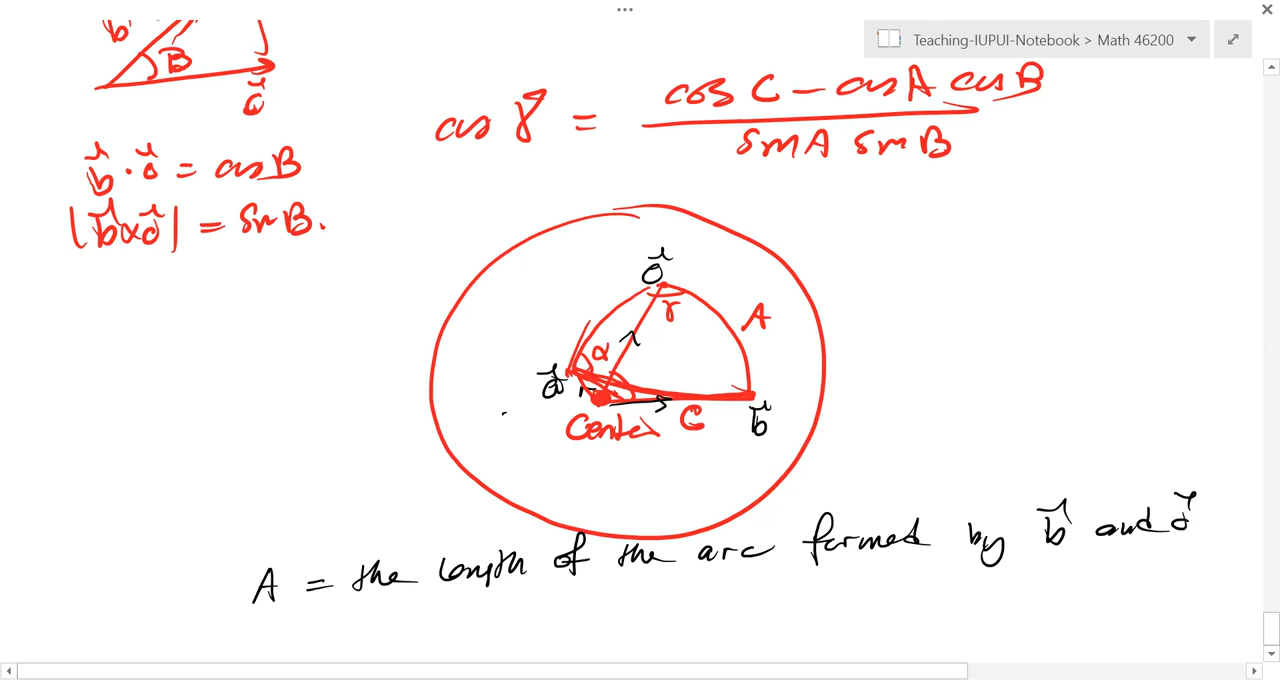 Teaching-IUPUI-Notebook > Math 46200
b
B
c
cos γ = (cos C - cos A cos B) / (sin A sin B)
b⃗ · c⃗ = cos B
|b⃗ × c⃗| = sin B.
c⃗
γ
A
α
a⃗
Center
C
b⃗
A = the length of the arc formed by b⃗ and c⃗